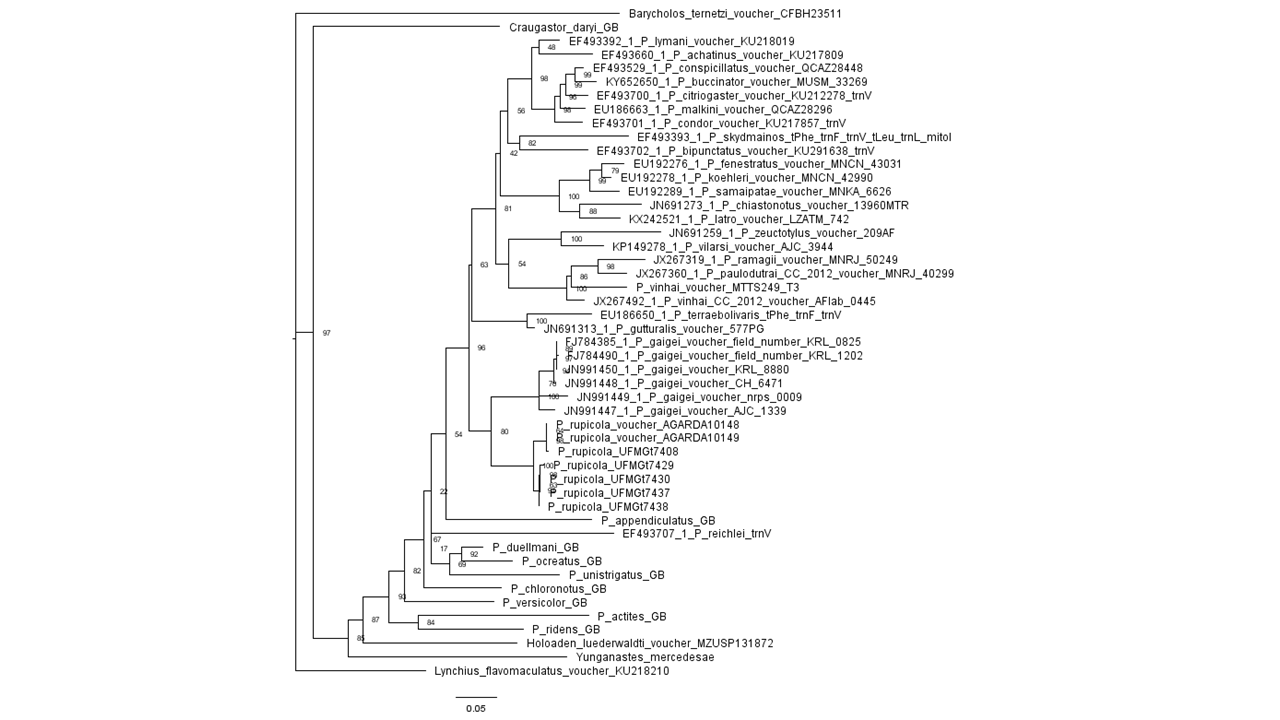 Barycholos_ternetzi_voucher_CFBH23511
Craugastor_daryi_GB
EF493392_1_P_lymani_voucher_KU218019
48
EF493660_1_P_achatinus_voucher_KU217809
EF493529_1_P_conspicillatus_voucher_QCAZ28448
99
98
KY652650_1_P_buccinator_voucher_MUSM_33269
99
EF493700_1_P_citriogaster_voucher_KU212278_trnV
96
EU186663_1_P_malkini_voucher_QCAZ28296
98
56
EF493701_1_P_condor_voucher_KU217857_trnV
EF493393_1_P_skydmainos_tPhe_trnF_trnV_tLeu_trnL_mitol
82
EF493702_1_P_bipunctatus_voucher_KU291638_trnV
42
EU192276_1_P_fenestratus_voucher_MNCN_43031
79
EU192278_1_P_koehleri_voucher_MNCN_42990
99
EU192289_1_P_samaipatae_voucher_MNKA_6626
100
JN691273_1_P_chiastonotus_voucher_13960MTR
81
88
KX242521_1_P_latro_voucher_LZATM_742
JN691259_1_P_zeuctotylus_voucher_209AF
100
KP149278_1_P_vilarsi_voucher_AJC_3944
JX267319_1_P_ramagii_voucher_MNRJ_50249
63
54
98
JX267360_1_P_paulodutrai_CC_2012_voucher_MNRJ_40299
86
P_vinhai_voucher_MTTS249_T3
100
JX267492_1_P_vinhai_CC_2012_voucher_AFlab_0445
EU186650_1_P_terraebolivaris_tPhe_trnF_trnV
100
JN691313_1_P_gutturalis_voucher_577PG
97
FJ784385_1_P_gaigei_voucher_field_number_KRL_0825
96
FJ784490_1_P_gaigei_voucher_field_number_KRL_1202
JN991450_1_P_gaigei_voucher_KRL_8880
JN991448_1_P_gaigei_voucher_CH_6471
JN991449_1_P_gaigei_voucher_nrps_0009
100
JN991447_1_P_gaigei_voucher_AJC_1339
P_rupicola_voucher_AGARDA10148
80
54
P_rupicola_voucher_AGARDA10149
P_rupicola_UFMGt7408
P_rupicola_UFMGt7429
100
P_rupicola_UFMGt7430
22
P_rupicola_UFMGt7437
P_rupicola_UFMGt7438
P_appendiculatus_GB
EF493707_1_P_reichlei_trnV
67
P_duellmani_GB
17
92
P_ocreatus_GB
69
82
P_unistrigatus_GB
P_chloronotus_GB
93
P_versicolor_GB
P_actites_GB
87
84
P_ridens_GB
85
Holoaden_luederwaldti_voucher_MZUSP131872
Yunganastes_mercedesae
Lynchius_flavomaculatus_voucher_KU218210
0.05